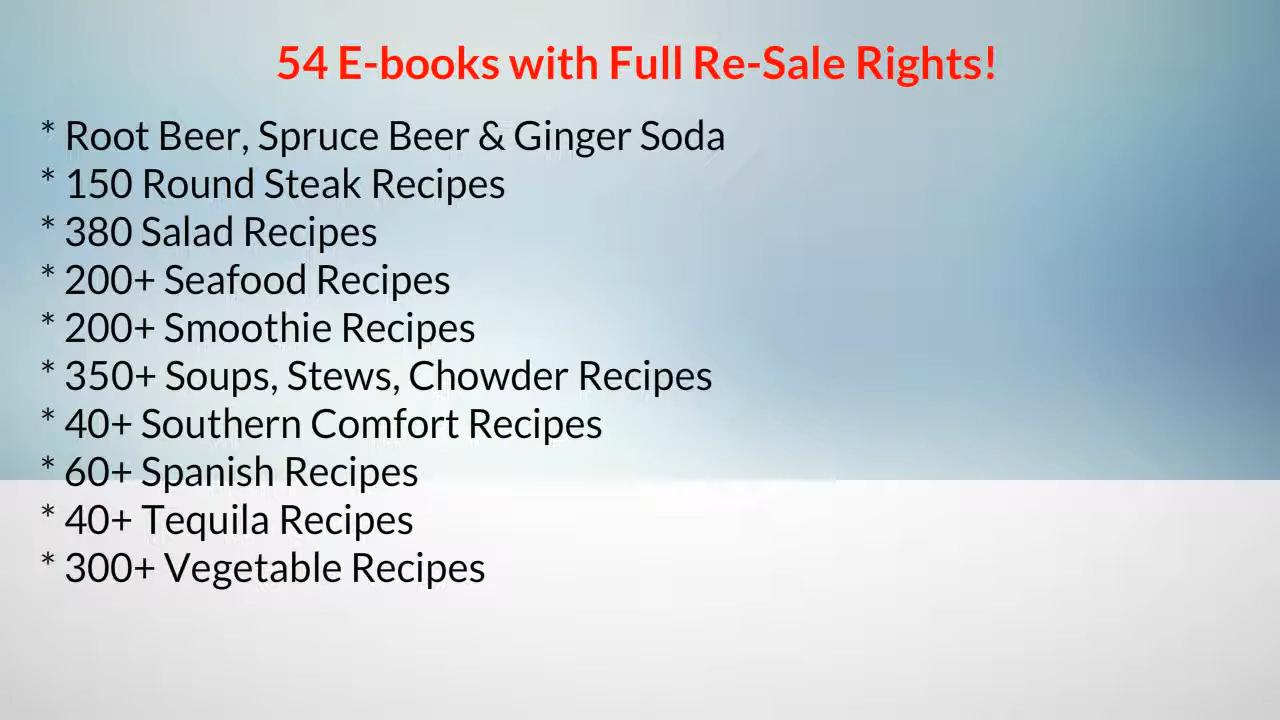 54 E-books with Full Re-Sale Rights!
* Root Beer, Spruce Beer & Ginger Soda
* 150 Round Steak Recipes
* 380 Salad Recipes
* 200+ Seafood Recipes
* 200+ Smoothie Recipes
* 350+ Soups, Stews, Chowder Recipes
* 40+ Southern Comfort Recipes
* 60+ Spanish Recipes
* 40+ Tequila Recipes
* 300+ Vegetable Recipes